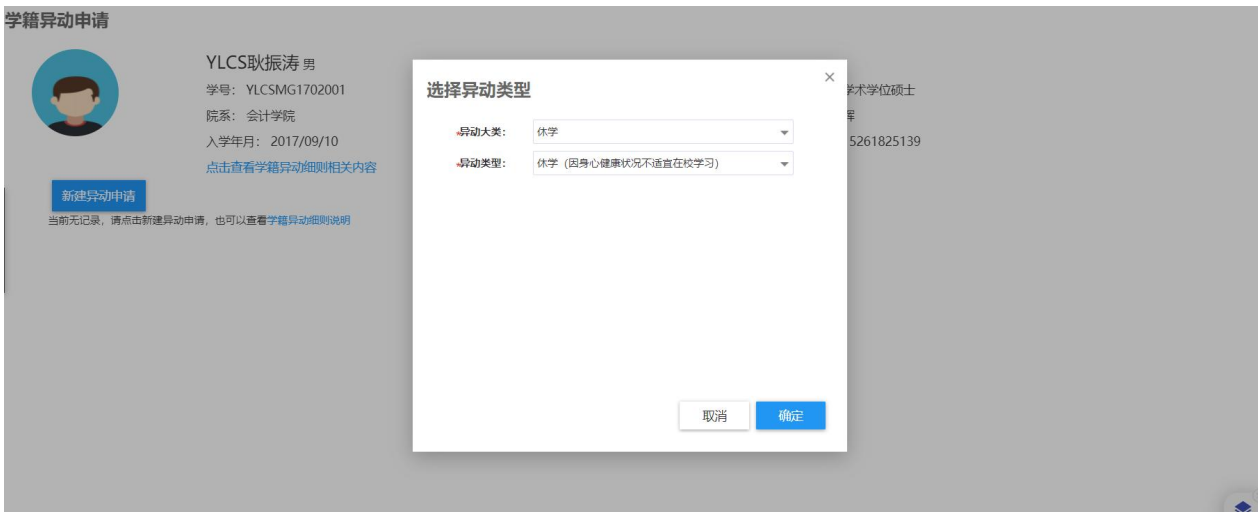 学籍异动申请
YLCS耿振涛 男
学号: YLCSMG1702001
院系: 会计学院
入学年月: 2017/09/10
点击查看学籍异动细则相关内容
新建异动申请
当前无记录，请点击新建异动申请，也可以查看学籍异动细则说明
学术学位硕士
5261825139
选择异动类型
×
*异动大类: 休学
*异动类型: 休学（因身心健康状况不适宜在校学习）
取消 确定